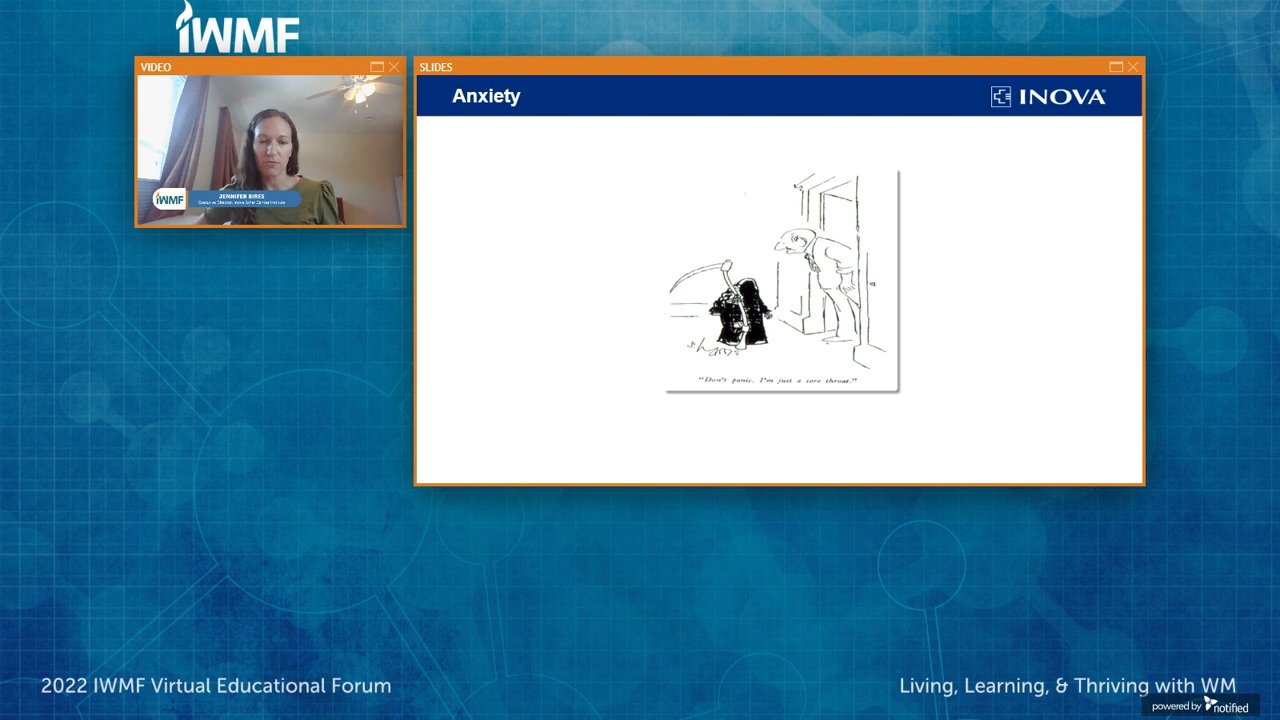 IWMF
VIDEO
SLIDES
Anxiety
INOVA
IWMF
JENNIFER BIRES
"Don't panic. I'm just a sore throat."
2022 IWMF Virtual Educational Forum
Living, Learning, & Thriving with WM
powered by notified